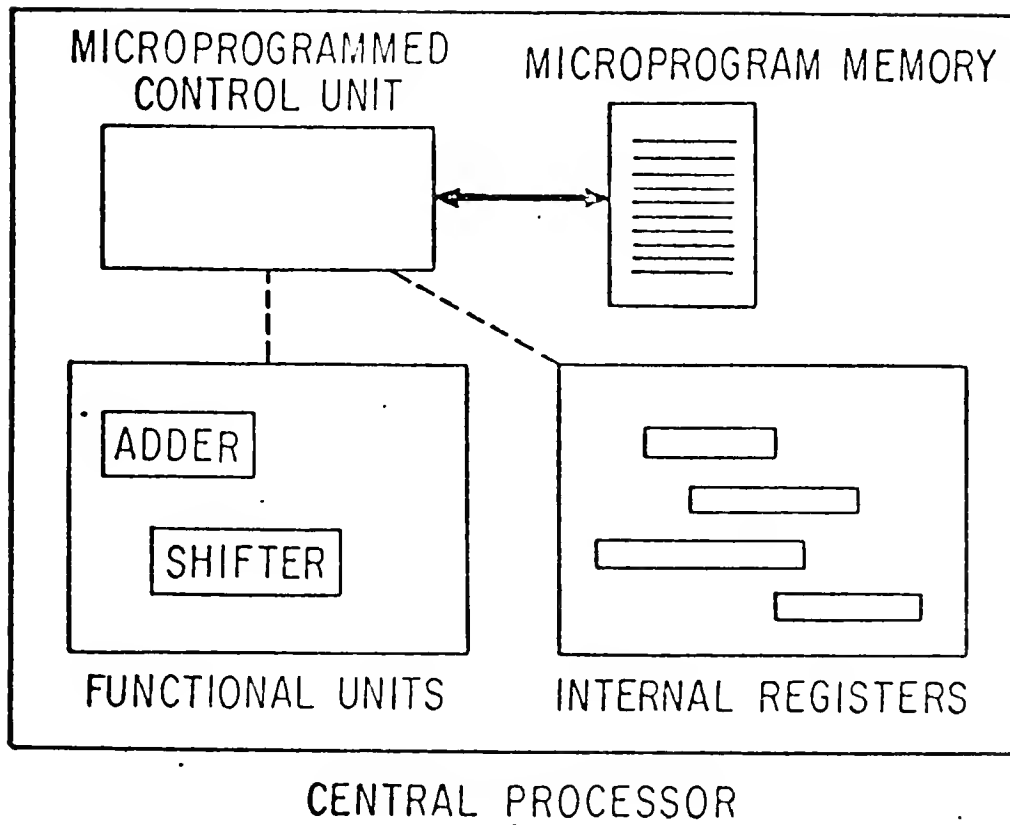 MICROPROGRAMMED
CONTROL UNIT
MICROPROGRAM MEMORY
ADDER
SHIFTER
FUNCTIONAL UNITS
INTERNAL REGISTERS
CENTRAL PROCESSOR